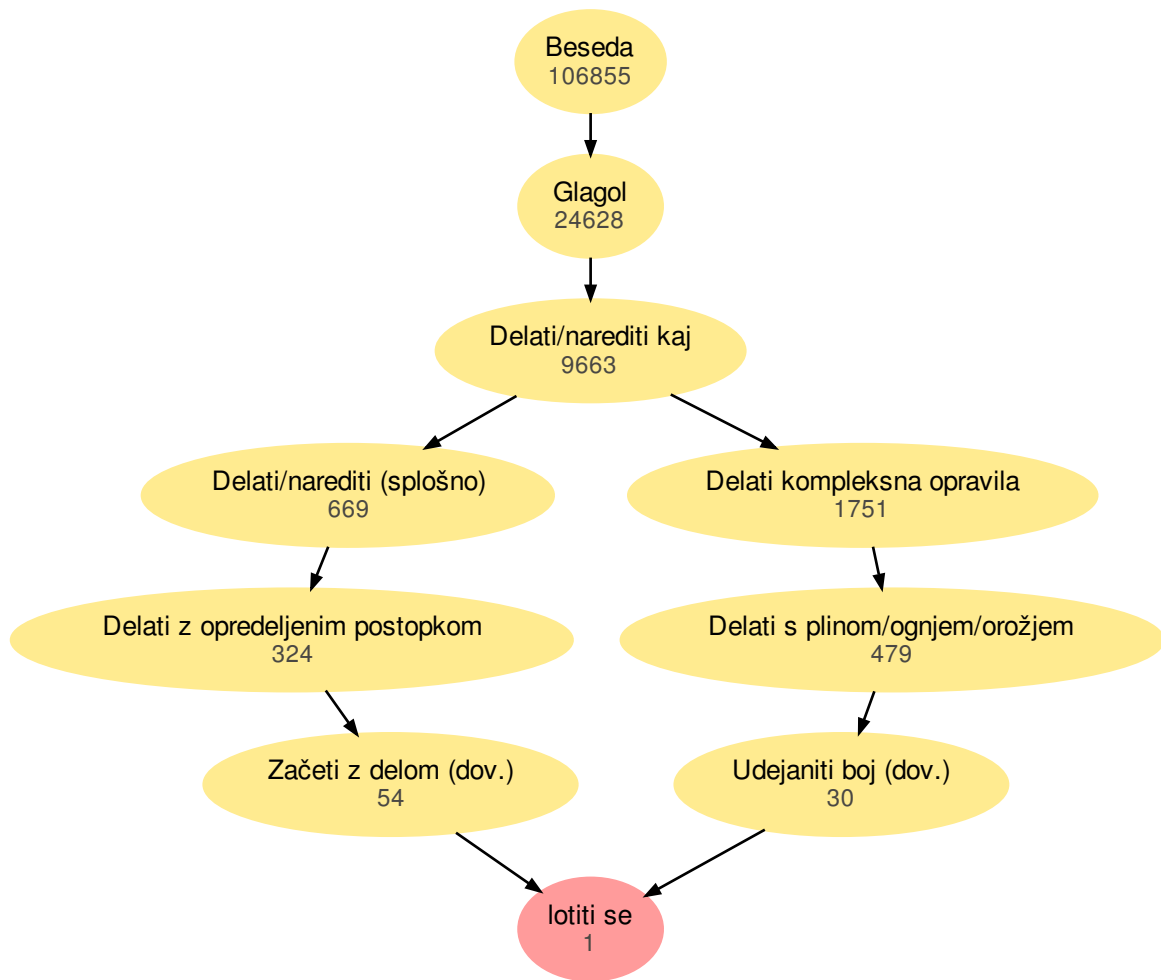 Beseda
106855
Glagol
24628
Delati/narediti kaj
9663
Delati/narediti (splošno)
669
Delati kompleksna opravila
1751
Delati z opredeljenim postopkom
324
Delati s plinom/ognjem/orožjem
479
Začeti z delom (dov.)
54
Udejaniti boj (dov.)
30
lotiti se
1